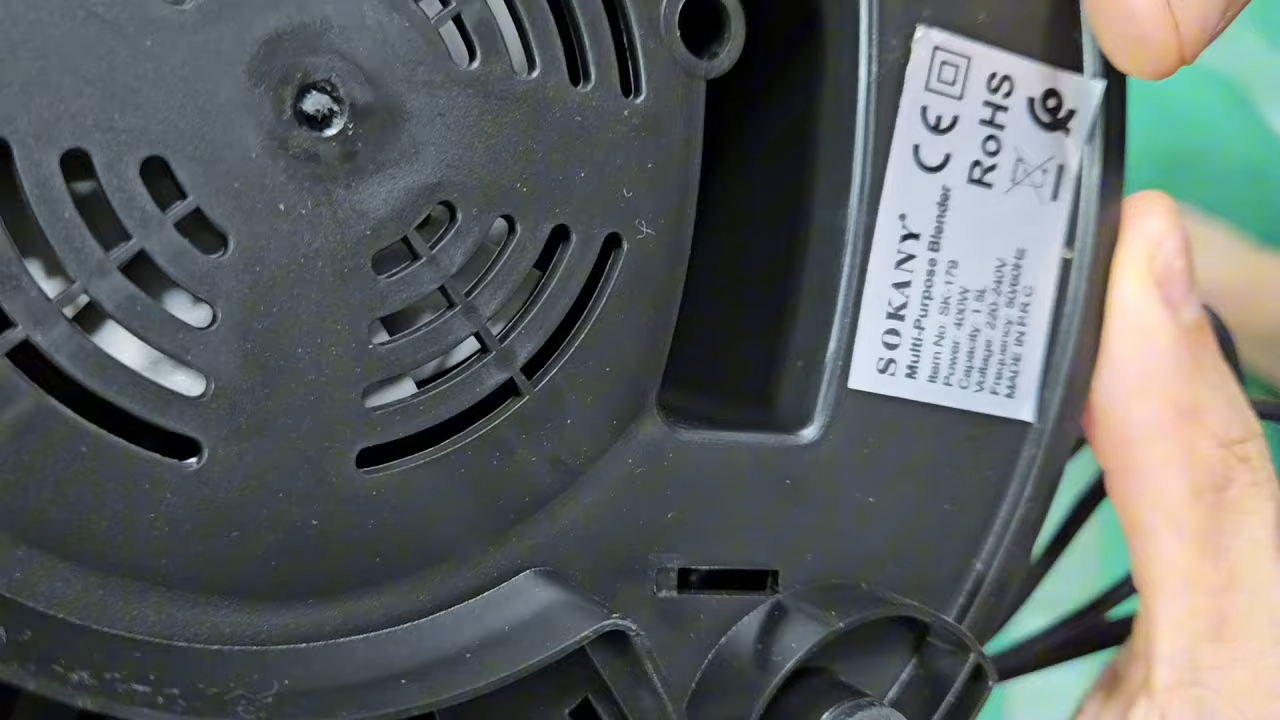 SOKANY®
Multi-Purpose Blender
Item No. SK-179
Power 400W
Capacity 1.5L
Voltage 220-240V
Frequency 50/60Hz
MADE IN P.R.C
CE
RoHS